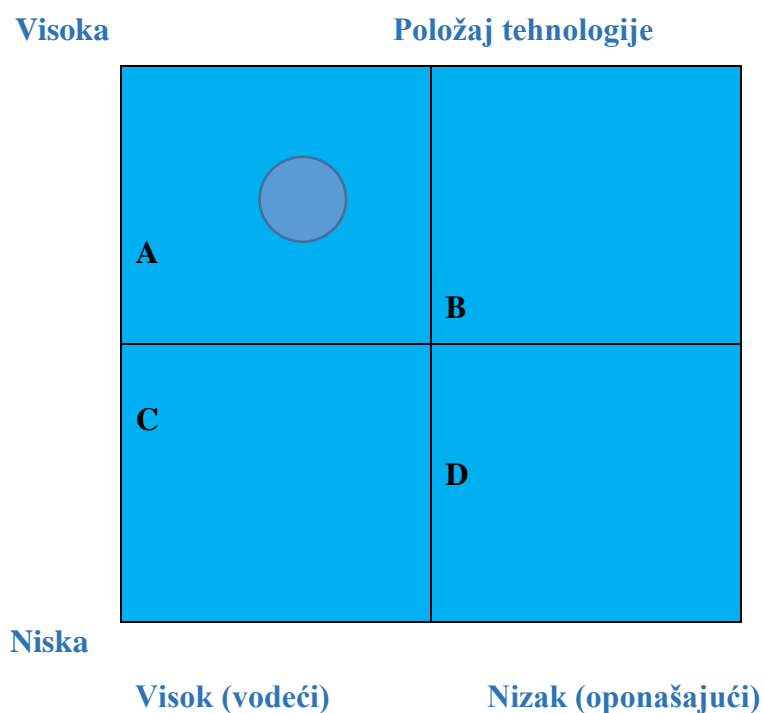 Visoka Položaj tehnologije
A
B
C
D
Niska
Visok (vodeći) Nizak (oponašajući)